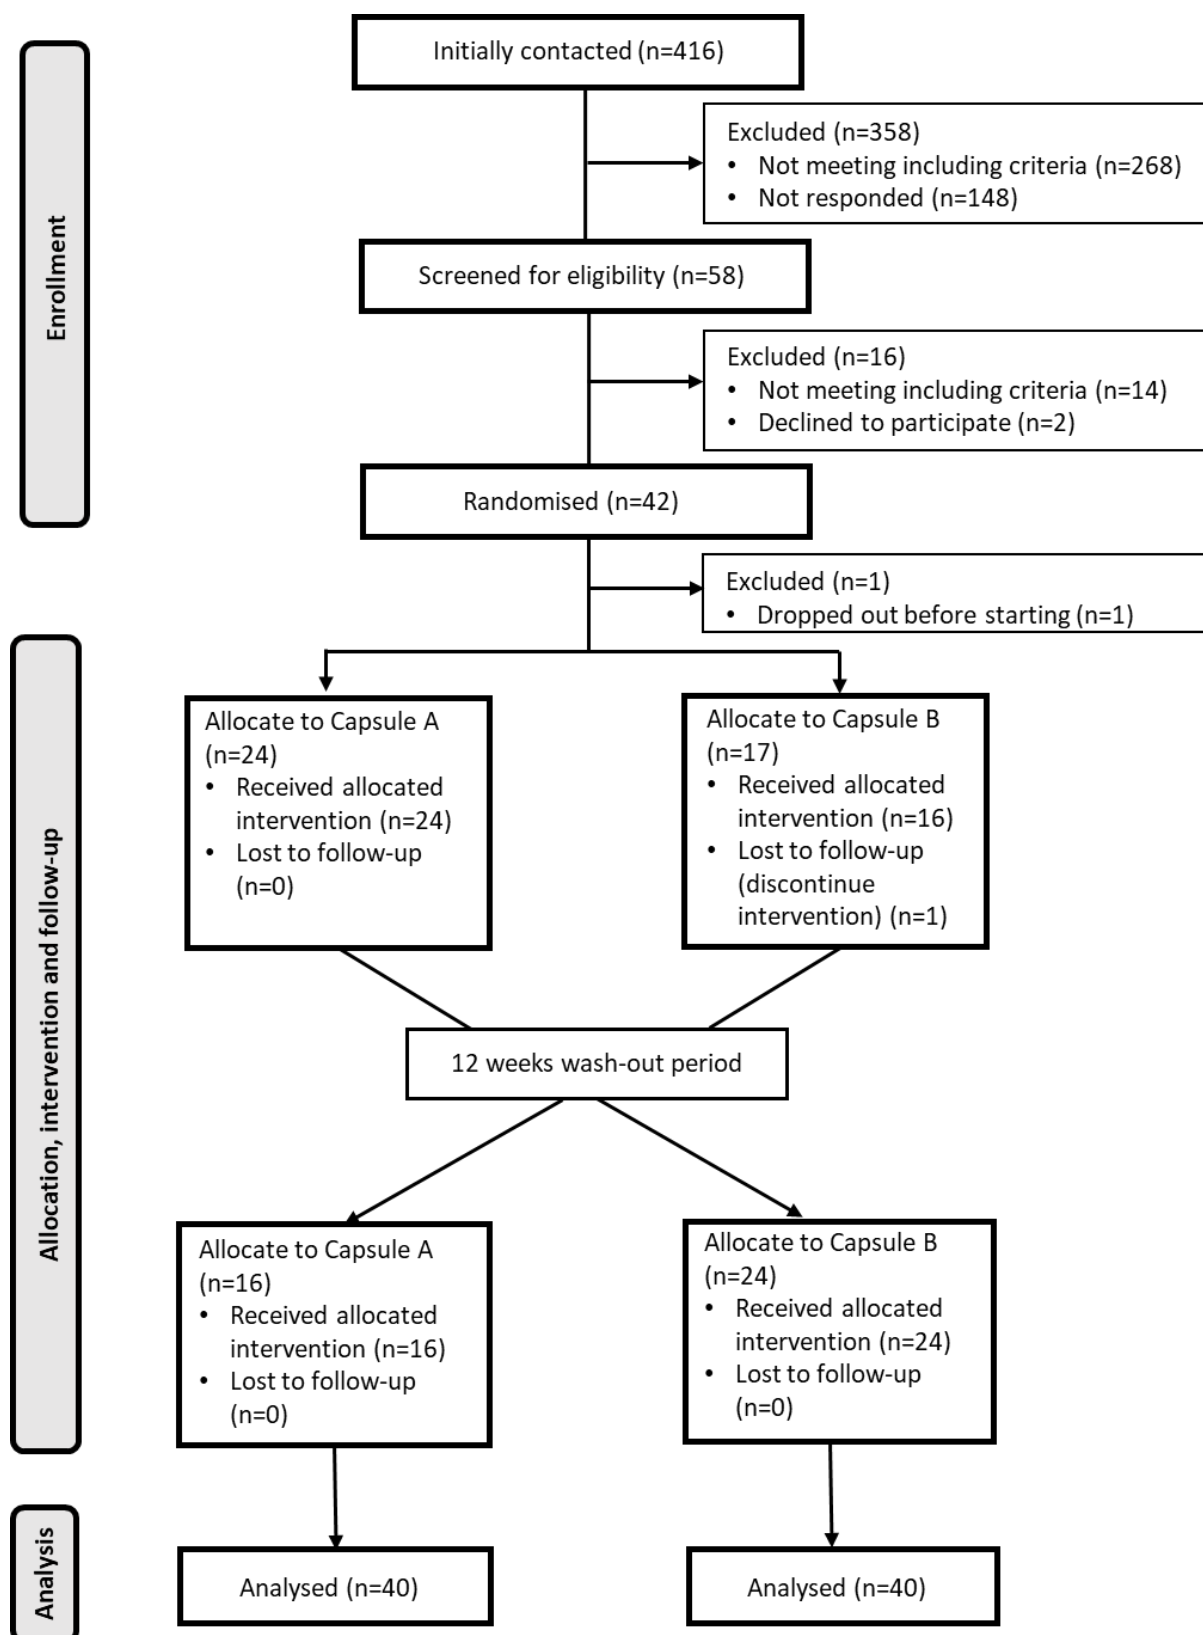 Initially contacted (n=416)
Excluded (n=358)
• Not meeting including criteria (n=268)
• Not responded (n=148)
Enrollment
Screened for eligibility (n=58)
Excluded (n=16)
• Not meeting including criteria (n=14)
• Declined to participate (n=2)
Randomised (n=42)
Excluded (n=1)
• Dropped out before starting (n=1)
Allocation, intervention and follow-up
Allocate to Capsule A
(n=24)
• Received allocated
intervention (n=24)
• Lost to follow-up
(n=0)
Allocate to Capsule B
(n=17)
• Received allocated
intervention (n=16)
• Lost to follow-up
(discontinue
intervention) (n=1)
12 weeks wash-out period
Allocate to Capsule A
(n=16)
• Received allocated
intervention (n=16)
• Lost to follow-up
(n=0)
Allocate to Capsule B
(n=24)
• Received allocated
intervention (n=24)
• Lost to follow-up
(n=0)
Analysis
Analysed (n=40)
Analysed (n=40)